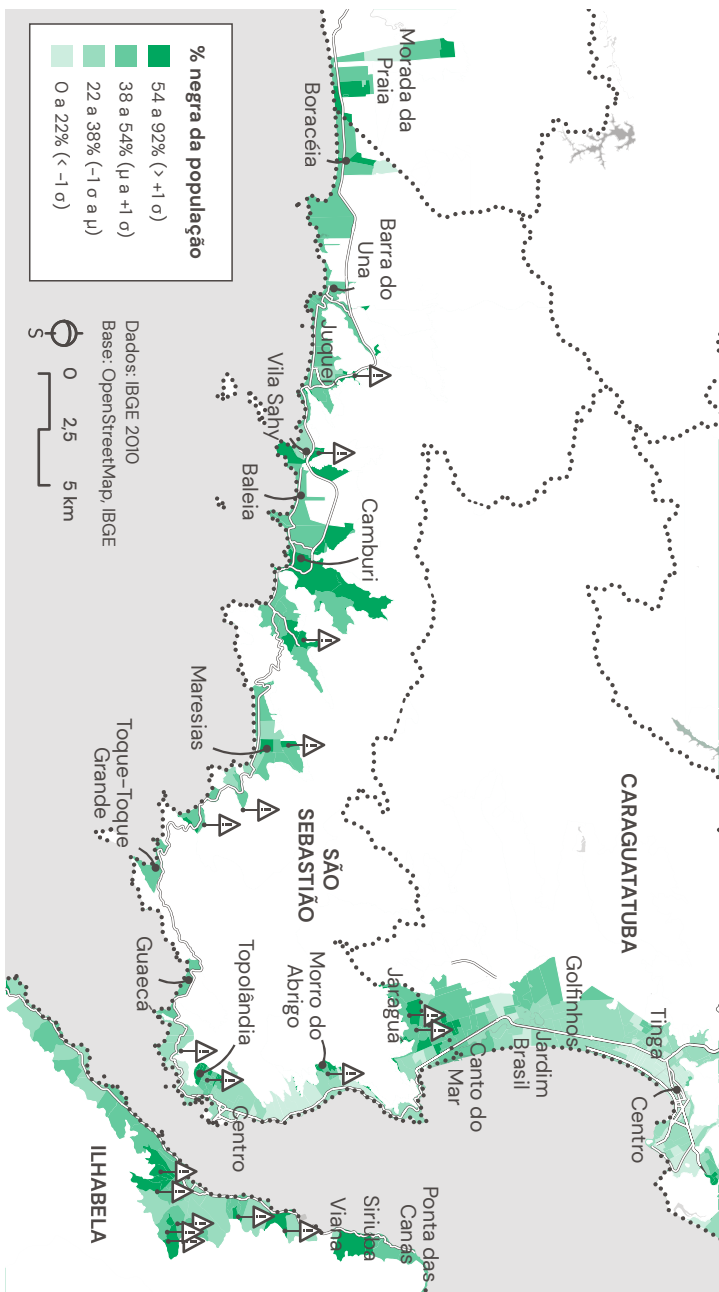 % negra da população
54 a 92% (> +1 σ)
38 a 54% (μ a +1 σ)
22 a 38% (−1 σ a μ)
0 a 22% (< −1 σ)
S
0
2,5
5 km
Dados: IBGE 2010
Base: OpenStreetMap, IBGE
Morada da
Praia
Boracéia
Barra do
Una
Juqueí
Vila Sahy
Baleia
Camburi
Maresias
Toque-Toque
Grande
SÃO
SEBASTIÃO
CARAGUATATUBA
Guaecá
Topolândia
Morro do
Abrigo
Jaraguá
Golfinhos
Tinga
Jardim
Brasil
Canto do
Mar
Centro
Centro
ILHABELA
Ponta das
Canas
Siriúba
Viana